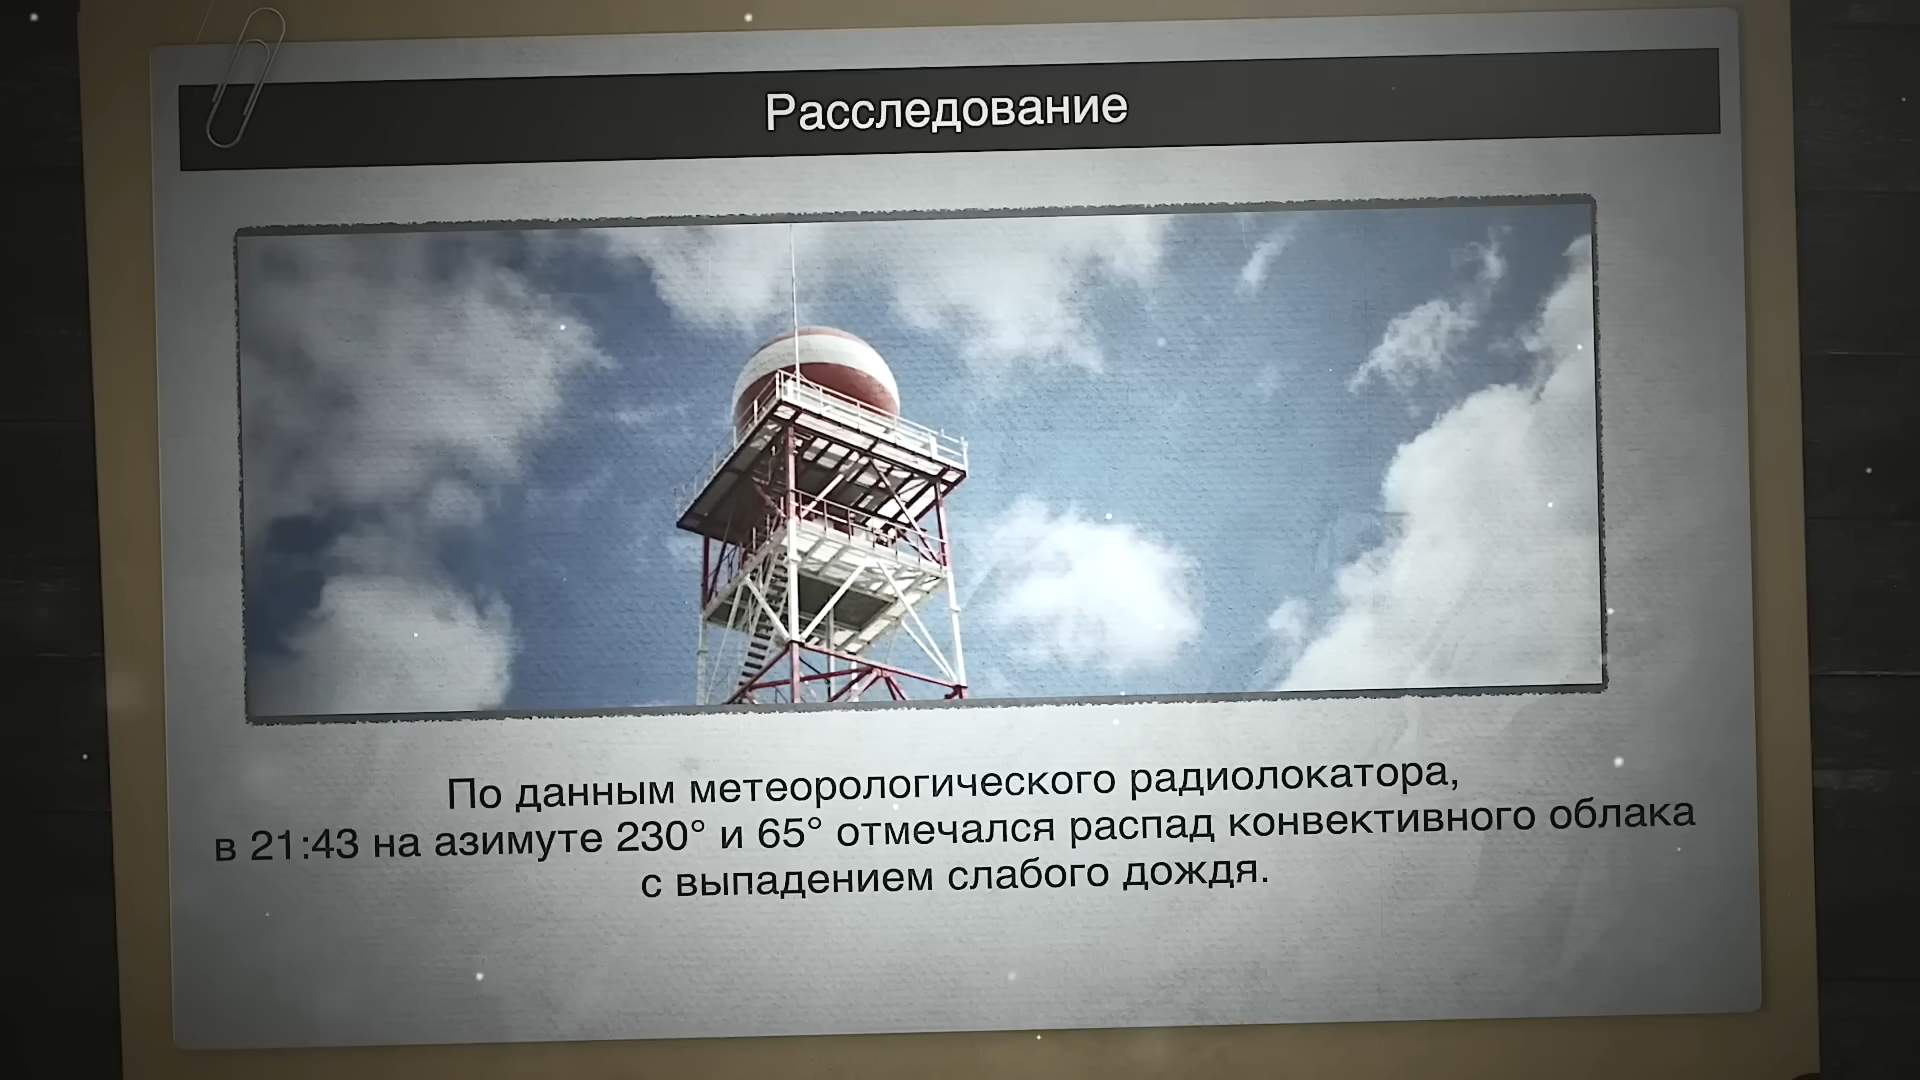 Расследование
По данным метеорологического радиолокатора,
в 21:43 на азимуте 230° и 65° отмечался распад конвективного облака
с выпадением слабого дождя.